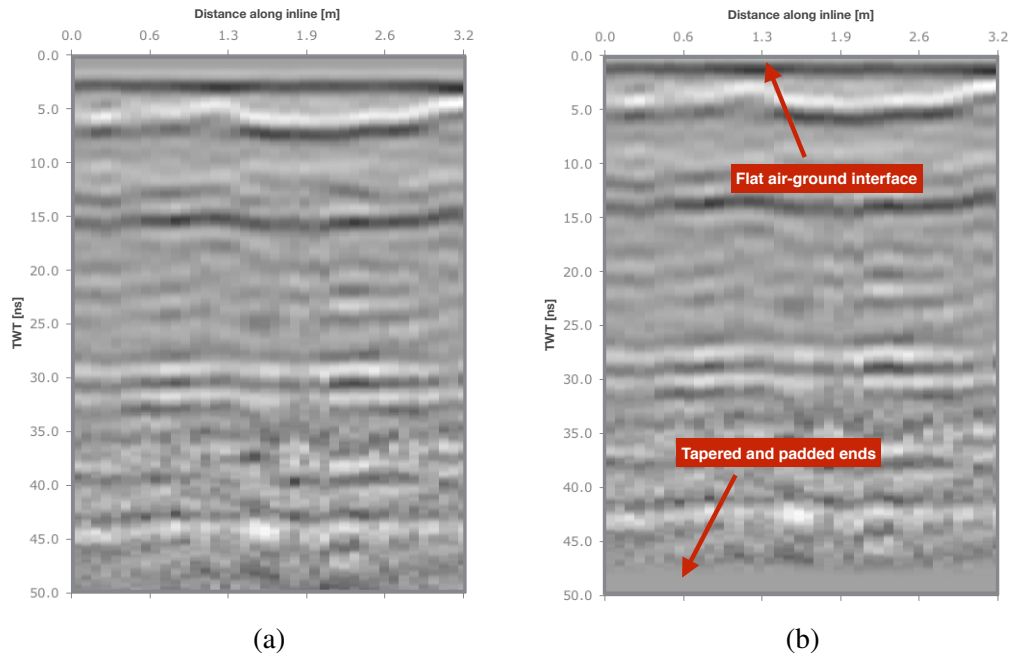 Distance along inline [m]
0.0 0.6 1.3 1.9 2.6 3.2
0.0
5.0
10.0
15.0
20.0
25.0
30.0
35.0
40.0
45.0
50.0
TWT [ns]
(a)
Distance along inline [m]
0.0 0.6 1.3 1.9 2.6 3.2
0.0
5.0
10.0
15.0
20.0
25.0
30.0
35.0
40.0
45.0
50.0
TWT [ns]
Flat air-ground interface
Tapered and padded ends
(b)